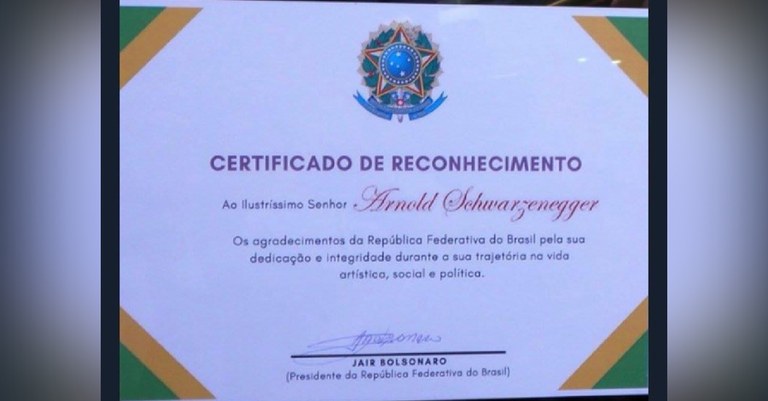 CERTIFICADO DE RECONHECIMENTO
Ao Ilustríssimo Senhor Arnold Schwarzenegger
Os agradecimentos da República Federativa do Brasil pela sua
dedicação e integridade durante a sua trajetória na vida
artística, social e política.
JAIR BOLSONARO
(Presidente da República Federativa do Brasil)